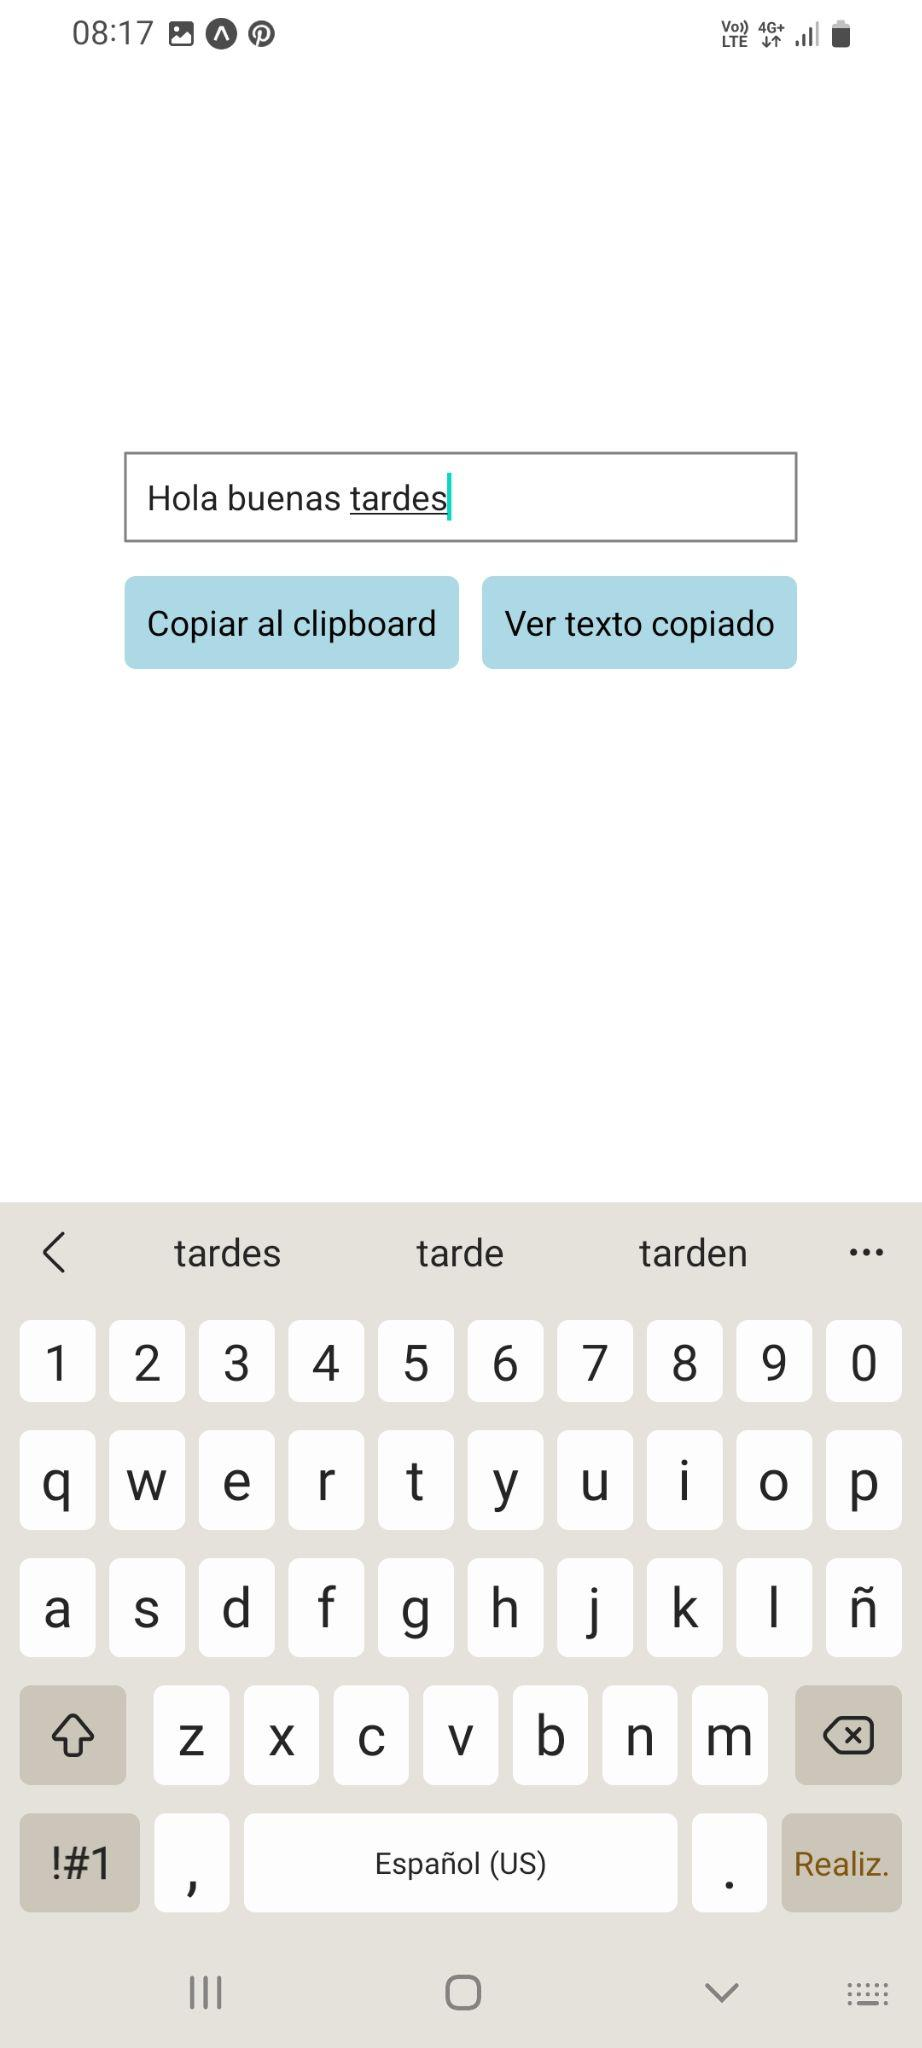 08:17
Vo)) LTE 4G+
Hola buenas tardes
Copiar al clipboard Ver texto copiado
tardes tarde tarden
1 2 3 4 5 6 7 8 9 0
q w e r t y u i o p
a s d f g h j k l ñ
z x c v b n m
!#1 , Español (US) . Realiz.